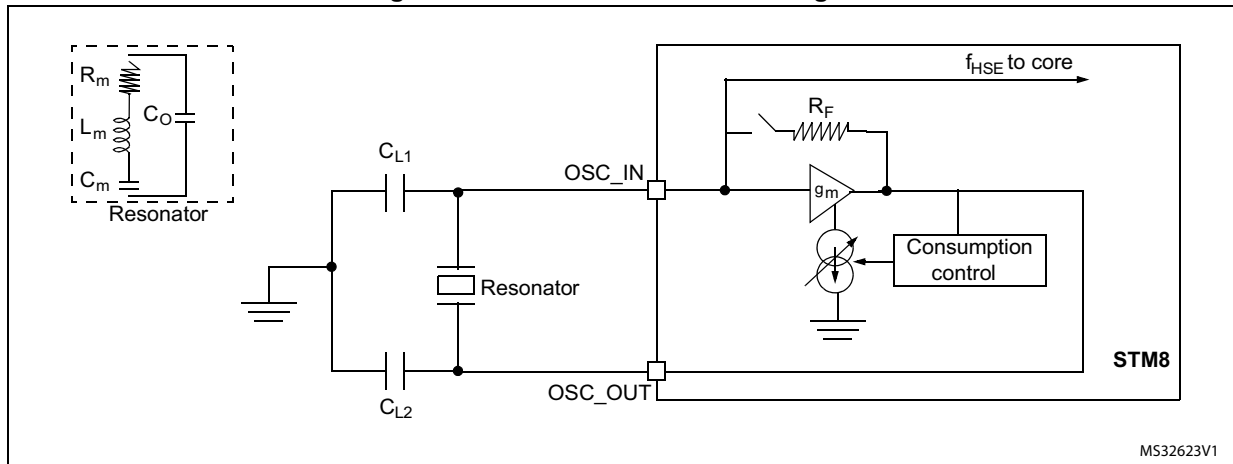 R_m
L_m
C_m
C_O
Resonator
C_L1
C_L2
Resonator
OSC_IN
OSC_OUT
f_HSE to core
R_F
g_m
Consumption
control
STM8
MS32623V1